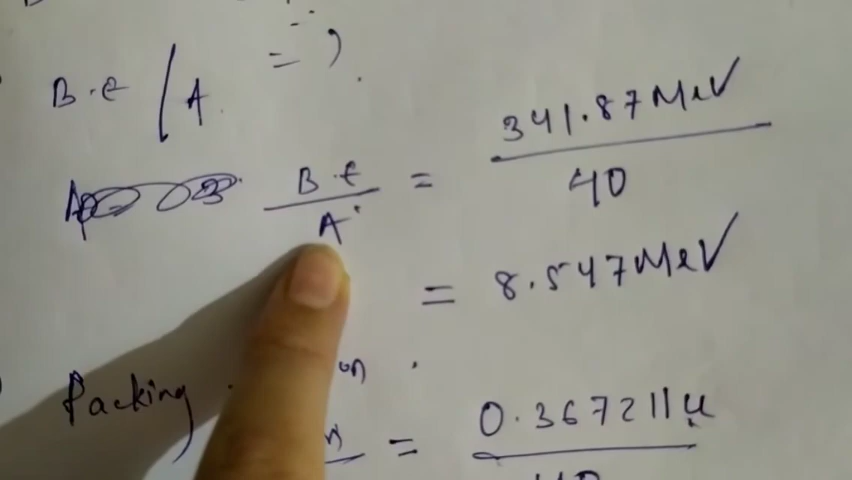 B.E/A = ?
B.E/A = 341.87 MeV/40
= 8.547 MeV
Packing
= 0.367211u